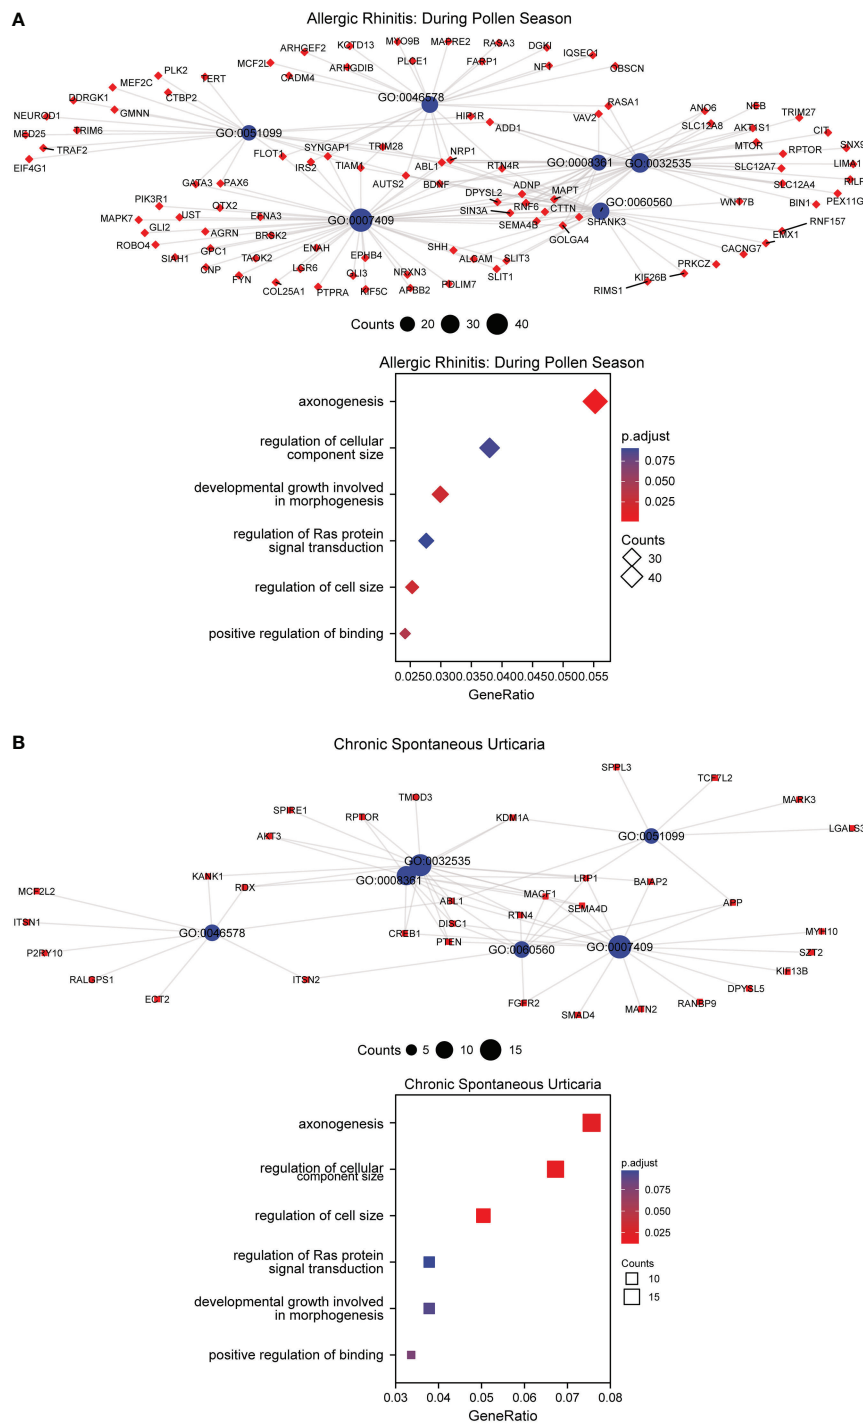 A
Allergic Rhinitis: During Pollen Season
MYO9B MAPRE2 RASA3
KCTD13 DGKI
ARHGEF2 IQSEC1
MCF2L PLCE1 FARP1
ARHGDIB NF1 OBSCN
PLK2 TERT CADM4
MEF2C
CTBP2 GO:0046578
DDRGK1 RASA1 ANO6 NEB
GMNN HIP1R VAV2 TRIM27
NEUROD1 ADD1 SLC12A8 AKT1S1 CIT
MED25 TRIM6 GO:0051099
TRAF2 FLOT1 SYNGAP1 TRIM28 NRP1 MTOR RPTOR SNX9
EIF4G1 IRS2 TIAM1 ABL1 RTN4R GO:0008361 GO:0032535 SLC12A7 LIMA1
GATA3 PAX6 AUTS2 BDNF ADNP MAPT SLC12A4
PIK3R1 OTX2 DPYSL2 RNF6 CTTN GO:0060560 WNT7B BIN1 PEX11G
MAPK7 UST EFNA3 GO:0007409 SIN3A SEMA4B SHANK3 RNF157
GLI2 AGRN BRSK2 GOLGA4 EMX1
ROBO4 GPC1 ENAH SHH CACNG7
SIAH1 TAOK2 EPHB4 ALCAM SLIT3 PRKCZ
CNP LGR6 GLI3 NRXN3 SLIT1 KIF26B
FYN COL25A1 PTPRA KIF5C APBB2 PDLIM7 RIMS1
Counts 20 30 40
Allergic Rhinitis: During Pollen Season
axonogenesis
regulation of cellular
component size
developmental growth involved
in morphogenesis
regulation of Ras protein
signal transduction
regulation of cell size
positive regulation of binding
0.025 0.030 0.035 0.040 0.045 0.050 0.055
GeneRatio
p.adjust
0.075
0.050
0.025
Counts
30
40
B
Chronic Spontaneous Urticaria
SPPL3
TCF7L2
TMOD3 MARK3
SPIRE1 RPTOR KDM1A
AKT3 GO:0051099 LGALS3
GO:0032535
KANK1 GO:0008361 LRP1
RDX BAIAP2
MCF2L2 ABL1 MACF1 APP
SEMA4D
ITSN1 DISC1 RTN4
GO:0046578 CREB1 MYH10
PTEN GO:0060560 GO:0007409
P2RY10 SZT2
RALGPS1 ITSN2 KIF13B
DPYSL5
ECT2 FGFR2 RANBP9
SMAD4 MATN2
Counts 5 10 15
Chronic Spontaneous Urticaria
axonogenesis
regulation of cellular
component size
regulation of cell size
regulation of Ras protein
signal transduction
developmental growth involved
in morphogenesis
positive regulation of binding
0.03 0.04 0.05 0.06 0.07 0.08
GeneRatio
p.adjust
0.075
0.050
0.025
Counts
10
15